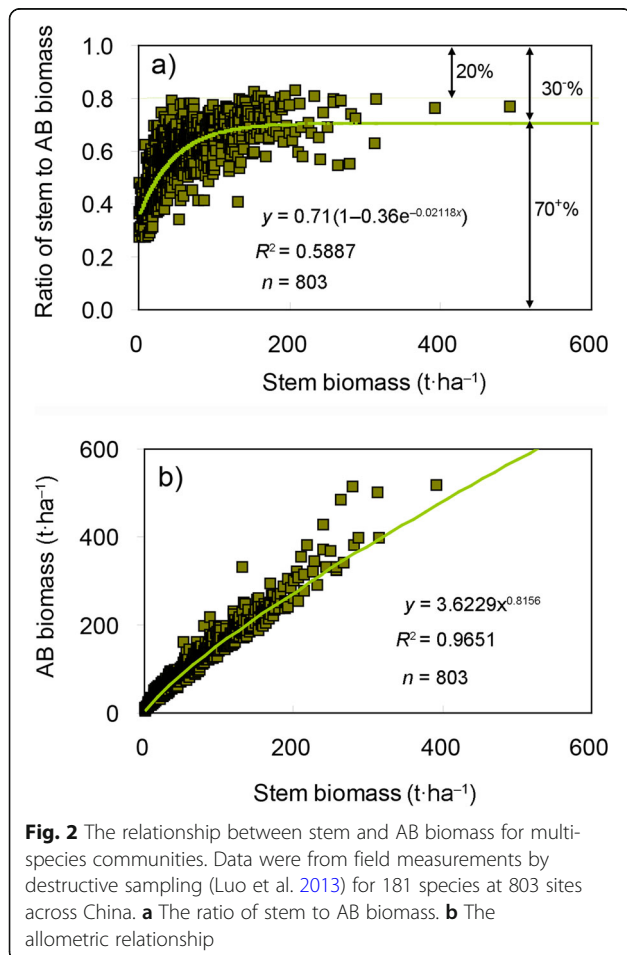 1.0
0.8
0.6
0.4
0.2
0.0
Ratio of stem to AB biomass
a)
20%
30⁻%
70⁺%
y = 0.71(1–0.36e^–0.02118x)
R² = 0.5887
n = 803
0 200 400 600
Stem biomass (t·ha⁻¹)
600
400
200
0
AB biomass (t·ha⁻¹)
b)
y = 3.6229x^0.8156
R² = 0.9651
n = 803
0 200 400 600
Stem biomass (t·ha⁻¹)
Fig. 2 The relationship between stem and AB biomass for multi-
species communities. Data were from field measurements by
destructive sampling (Luo et al. 2013) for 181 species at 803 sites
across China. a The ratio of stem to AB biomass. b The
allometric relationship